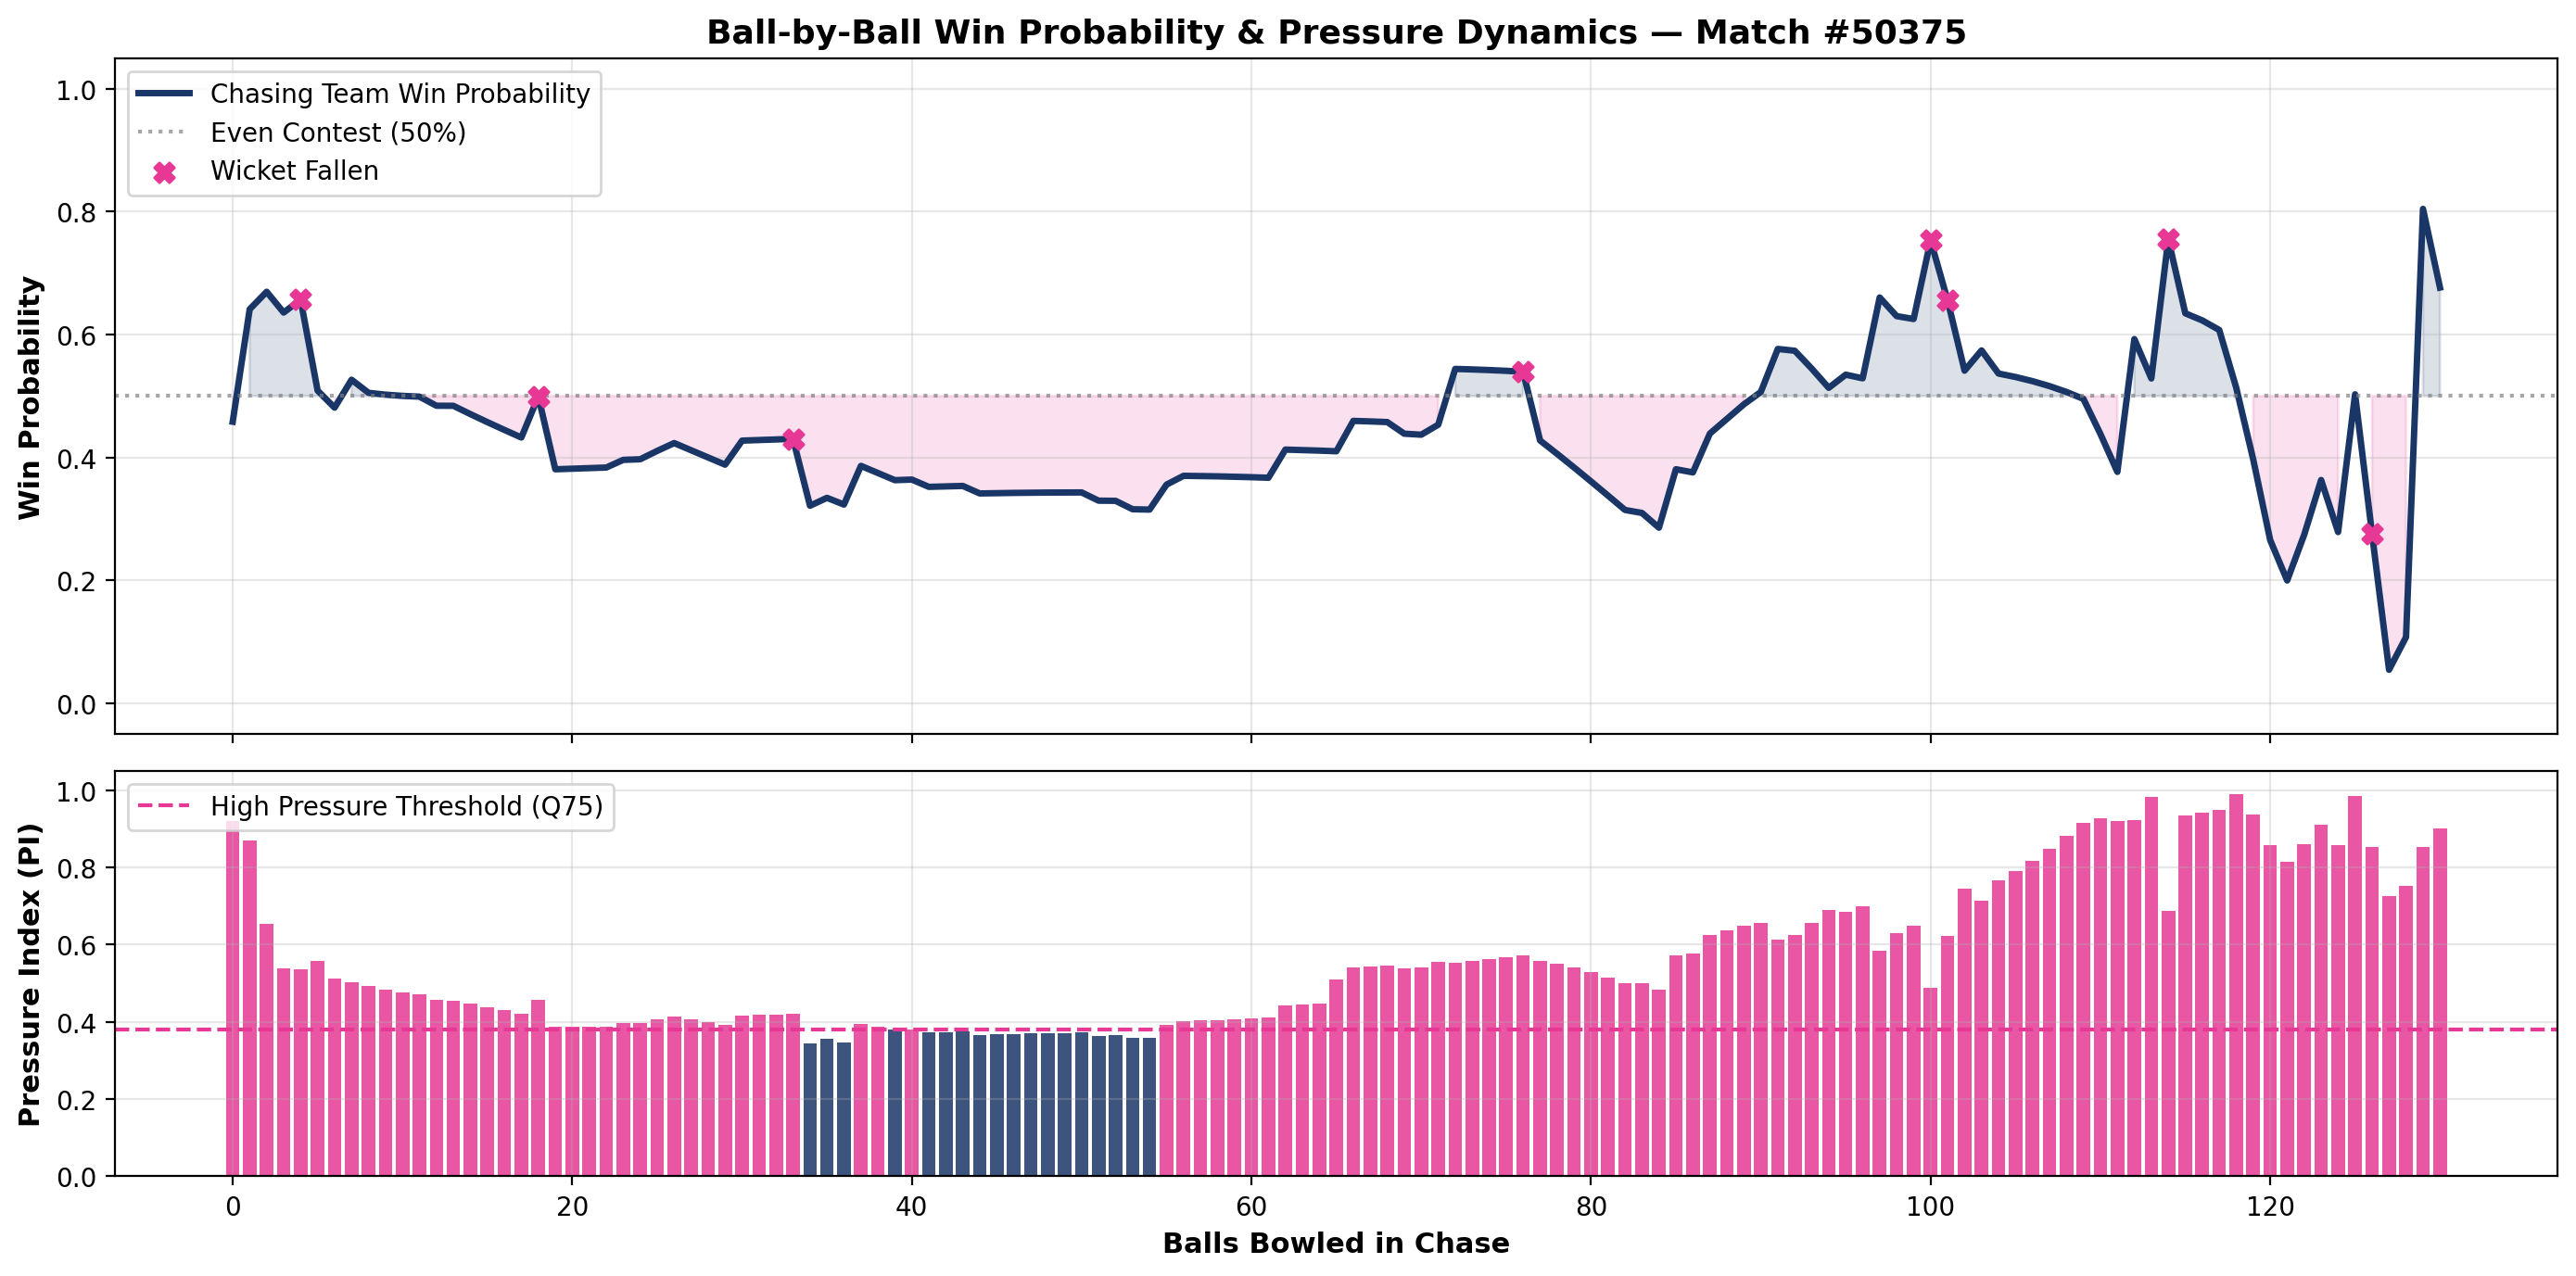 Ball-by-Ball Win Probability & Pressure Dynamics — Match #50375
Chasing Team Win Probability
Even Contest (50%)
Wicket Fallen
Win Probability
1.0
0.8
0.6
0.4
0.2
0.0
High Pressure Threshold (Q75)
Pressure Index (PI)
1.0
0.8
0.6
0.4
0.2
0.0
0
20
40
60
80
100
120
Balls Bowled in Chase